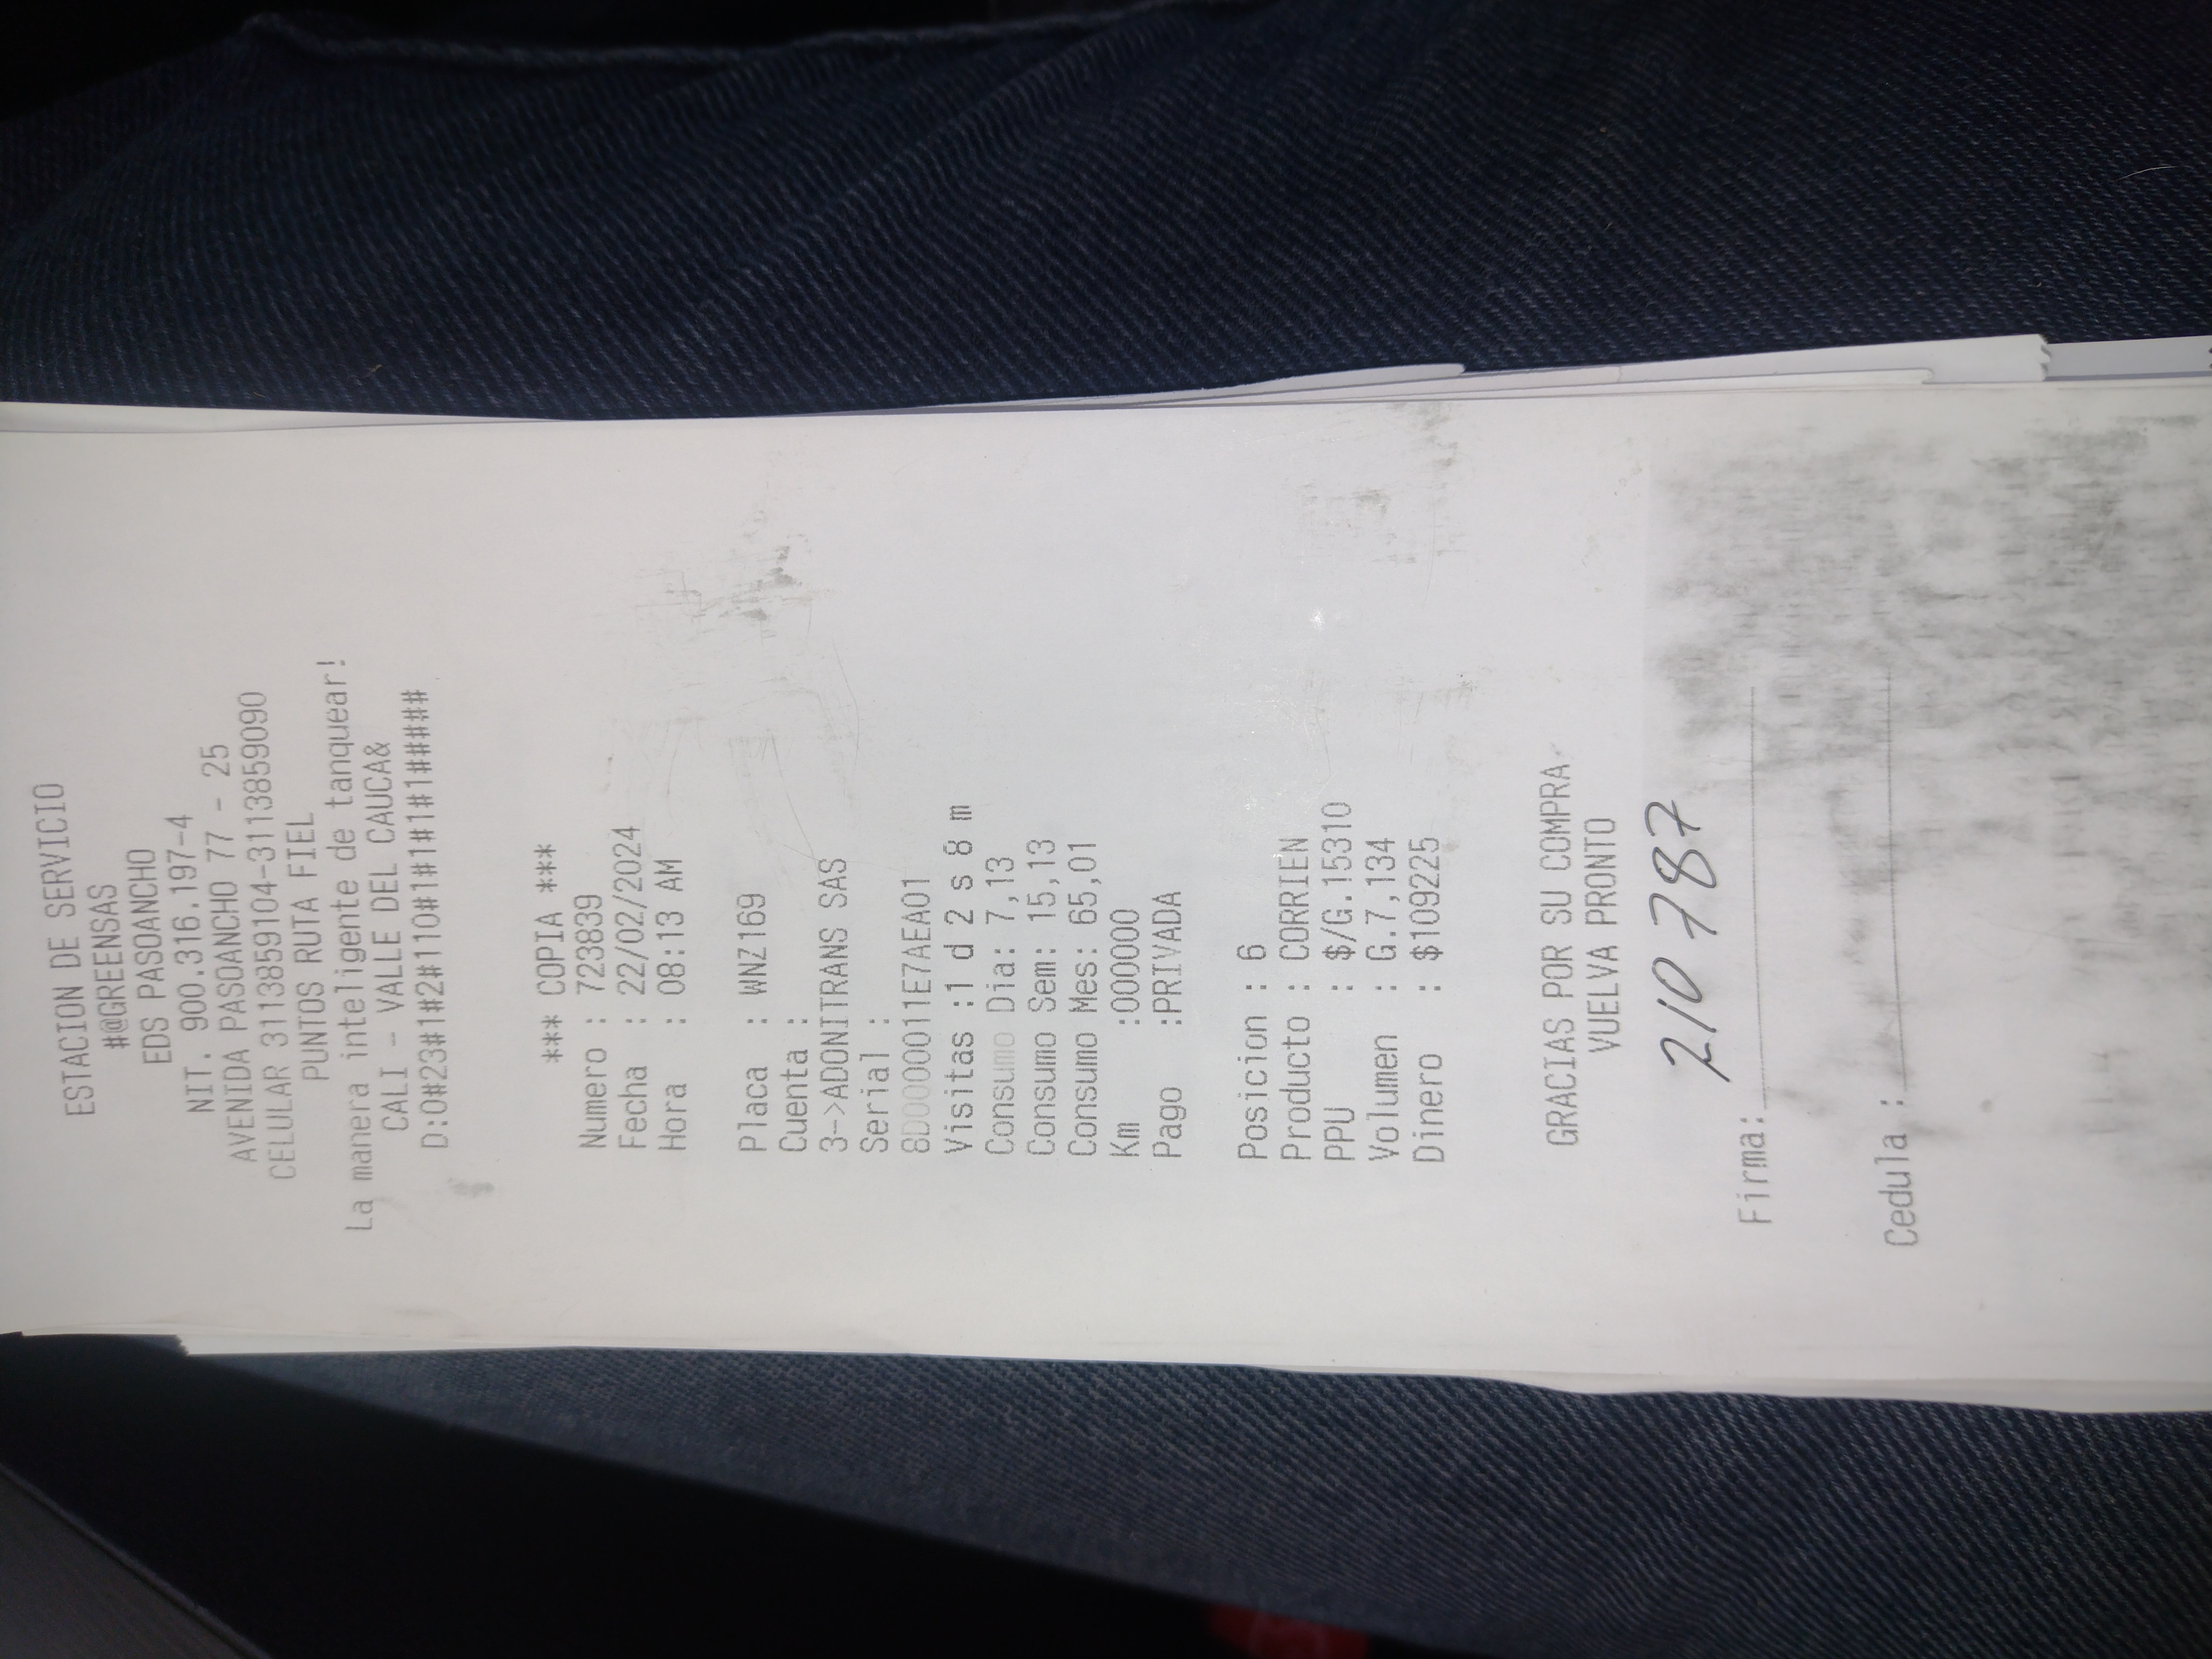 ESTACION DE SERVICIO
#@GREENSAS
EDS PASOANCHO
NIT. 900.316.197-4
AVENIDA PASOANCHO 77 - 25
CELULAR 3113859104-3113859090
PUNTOS RUTA FIEL
La manera inteligente de tanquear!
CALI - VALLE DEL CAUCA&
D:0#23#1#2#110#1#1#1#1####
*** COPIA ***
Numero : 723839
Fecha : 22/02/2024
Hora : 08:13 AM
Placa : WNZ169
Cuenta :
3->ADONITRANS SAS
Serial :
8D000011E7AEA01
Visitas :1 d 2 s 8 m
Consumo Dia: 7,13
Consumo Sem: 15,13
Consumo Mes: 65,01
Km :000000
Pago :PRIVADA
Posicion : 6
Producto : CORRIEN
PPU : $/G.15310
Volumen : G.7,134
Dinero : $109225
GRACIAS POR SU COMPRA
VUELVA PRONTO
210 787
Firma:
Cedula :